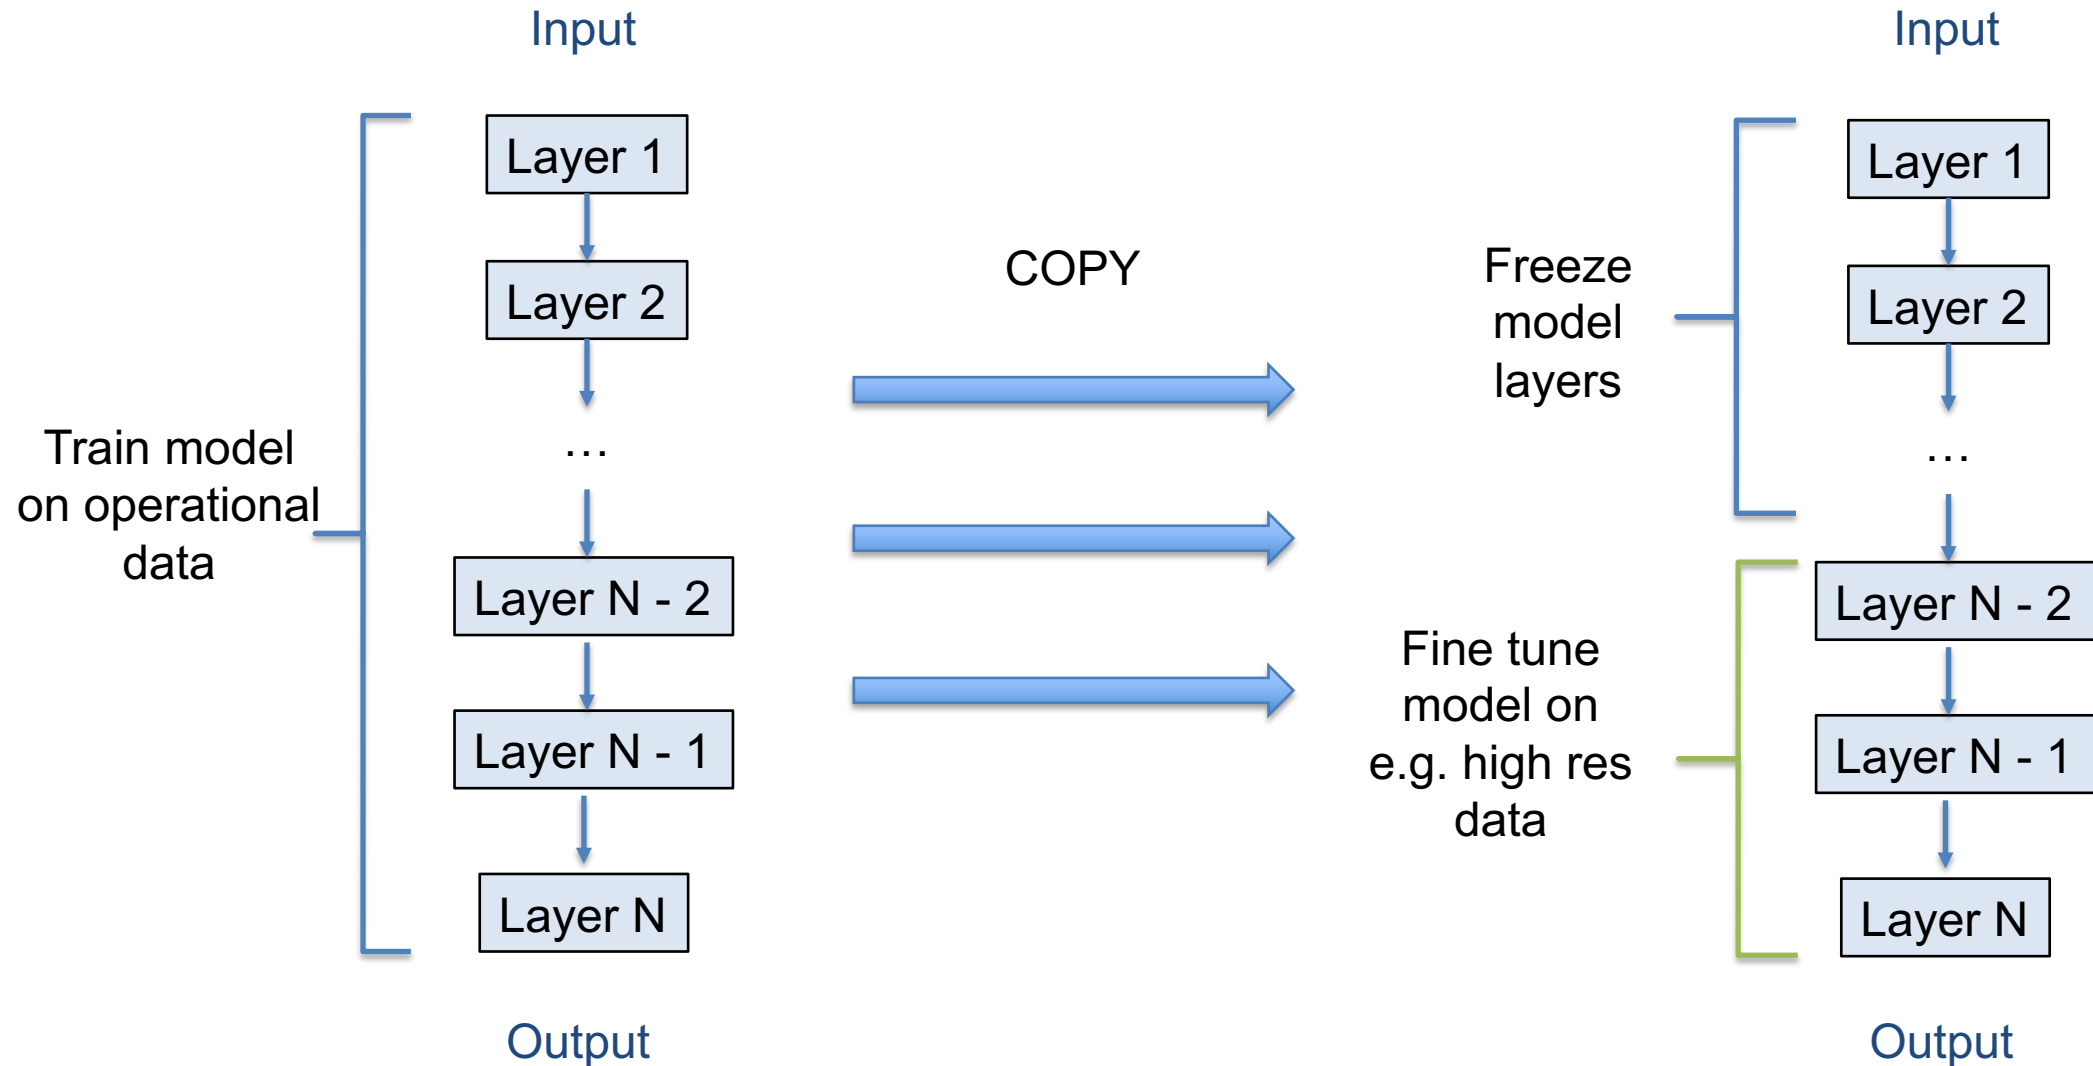 Input
Layer 1
Layer 2
…
Layer N - 2
Layer N - 1
Layer N
Output
Train model
on operational
data
COPY
Input
Layer 1
Layer 2
…
Layer N - 2
Layer N - 1
Layer N
Output
Freeze
model
layers
Fine tune
model on
e.g. high res
data